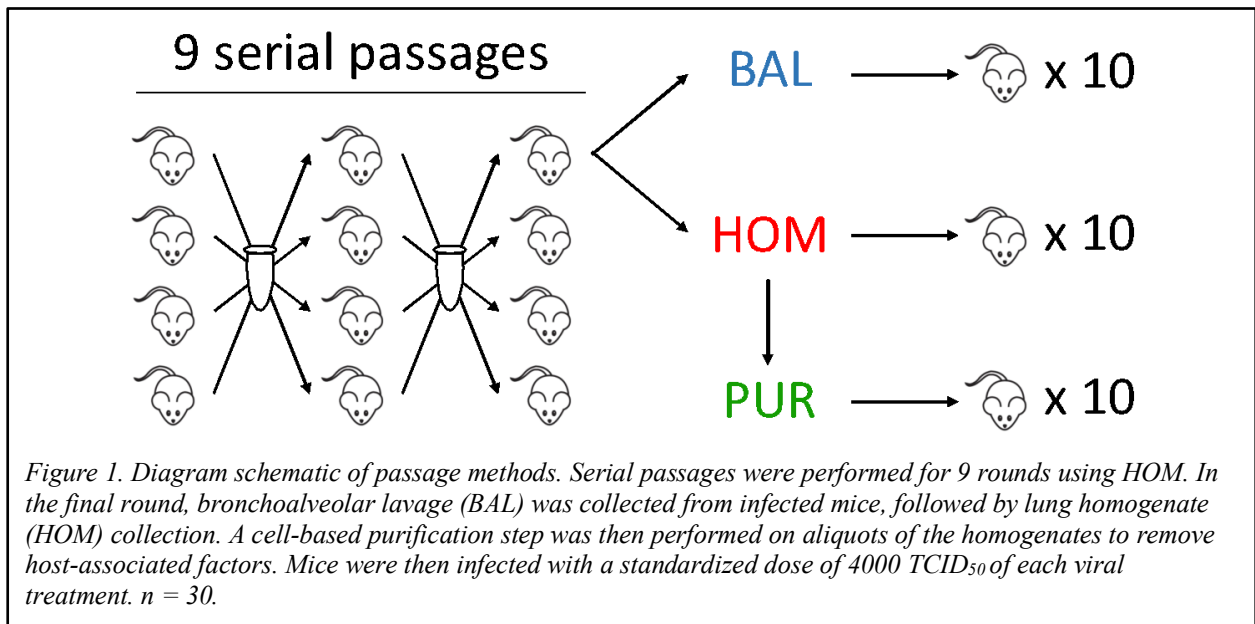 9 serial passages
BAL
x 10
HOM
x 10
PUR
x 10
Figure 1. Diagram schematic of passage methods. Serial passages were performed for 9 rounds using HOM. In
the final round, bronchoalveolar lavage (BAL) was collected from infected mice, followed by lung homogenate
(HOM) collection. A cell-based purification step was then performed on aliquots of the homogenates to remove
host-associated factors. Mice were then infected with a standardized dose of 4000 TCID50 of each viral
treatment. n = 30.